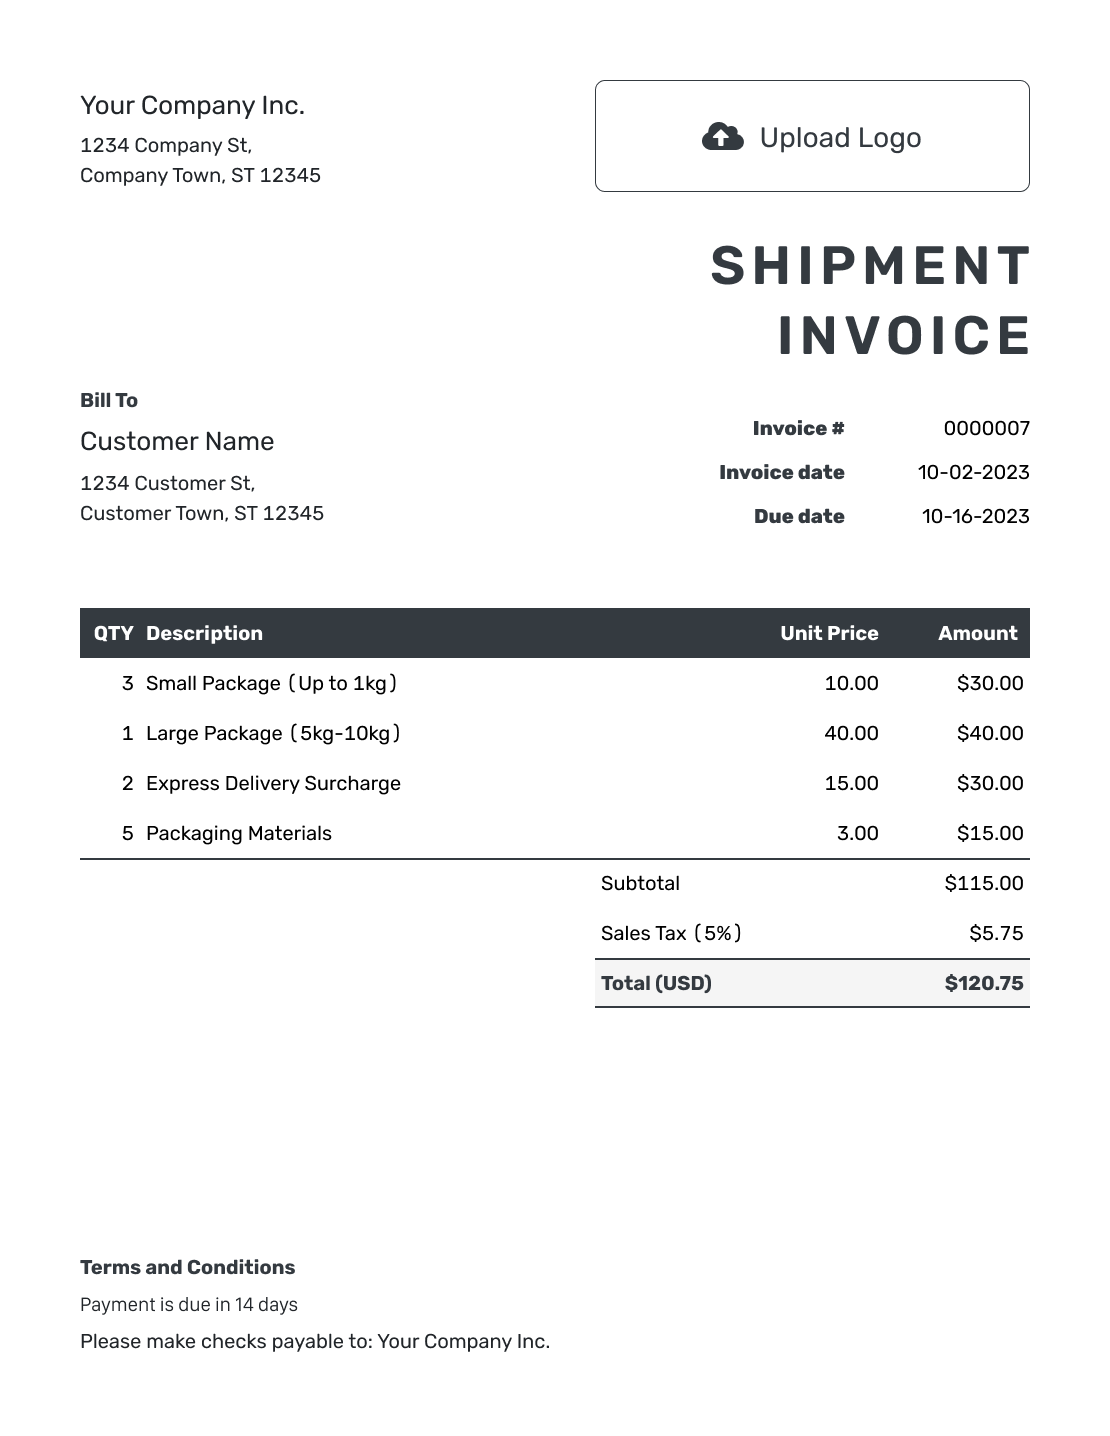 Your Company Inc.
1234 Company St,
Company Town, ST 12345
Upload Logo
SHIPMENT
INVOICE
Bill To
Customer Name
1234 Customer St,
Customer Town, ST 12345
Invoice # 0000007
Invoice date 10-02-2023
Due date 10-16-2023
QTY Description Unit Price Amount
3 Small Package (Up to 1kg) 10.00 $30.00
1 Large Package (5kg-10kg) 40.00 $40.00
2 Express Delivery Surcharge 15.00 $30.00
5 Packaging Materials 3.00 $15.00
Subtotal $115.00
Sales Tax (5%) $5.75
Total (USD) $120.75
Terms and Conditions
Payment is due in 14 days
Please make checks payable to: Your Company Inc.